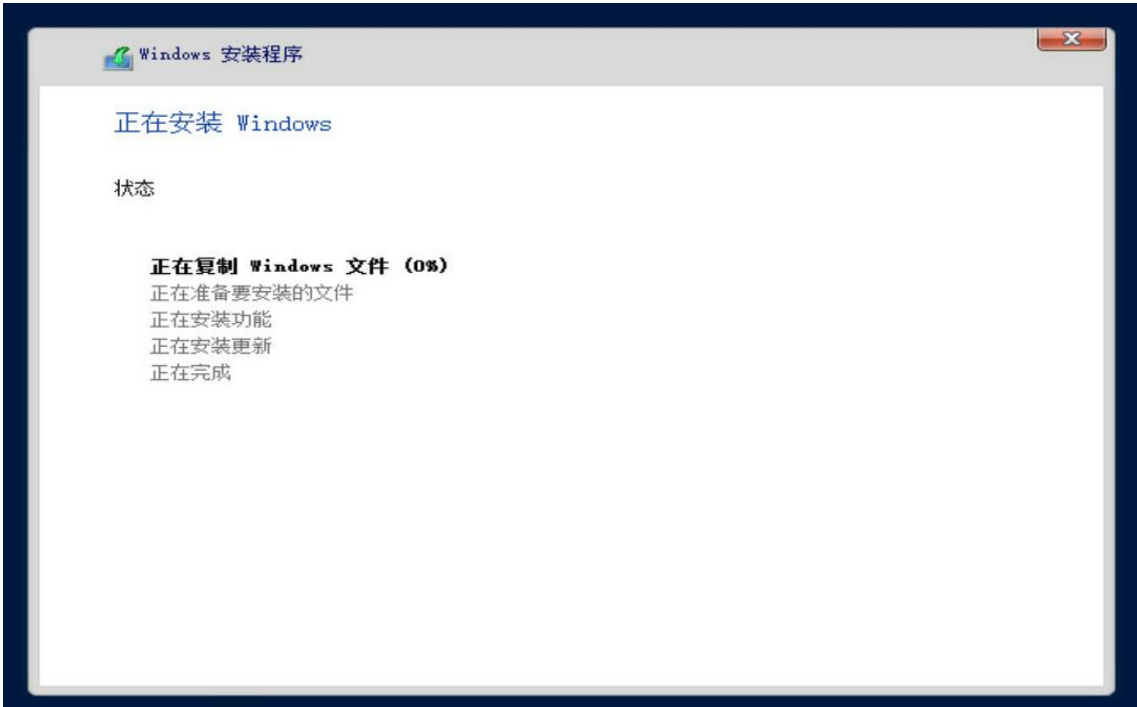 Windows 安装程序
正在安装 Windows
状态
正在复制 Windows 文件 (0%)
正在准备要安装的文件
正在安装功能
正在安装更新
正在完成